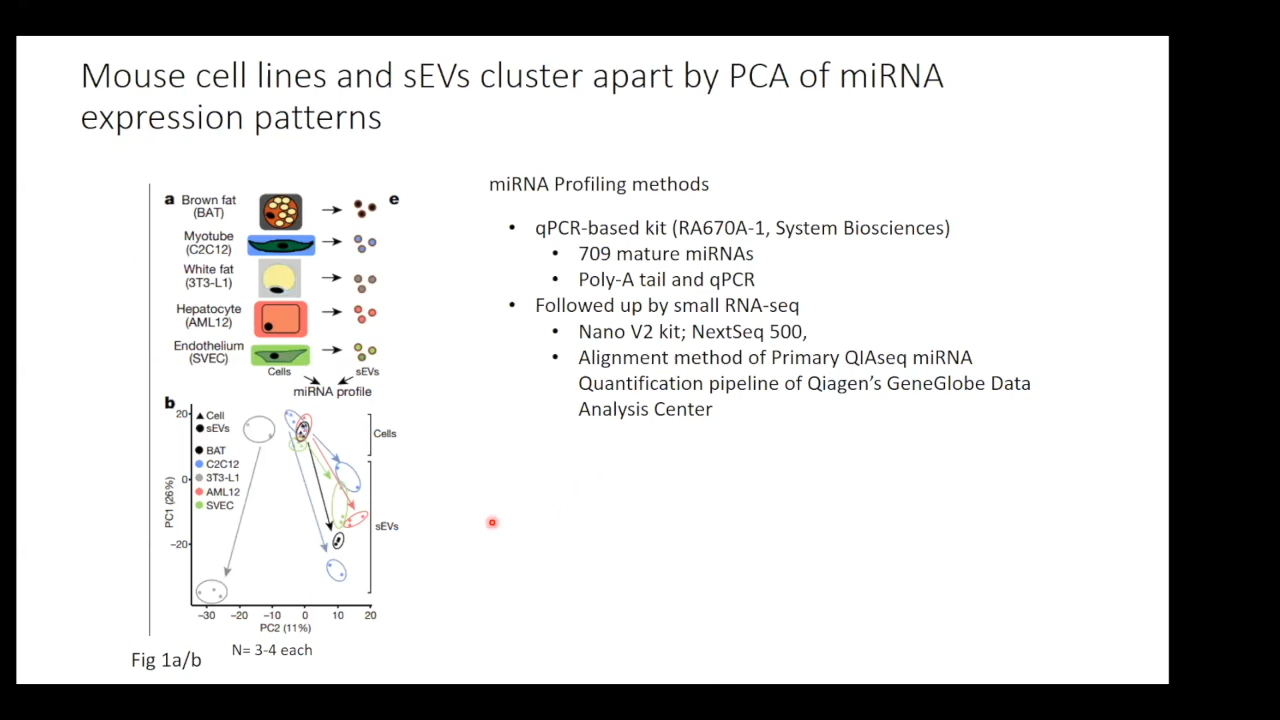 Mouse cell lines and sEVs cluster apart by PCA of miRNA
expression patterns
a
Brown fat
(BAT)
e
Myotube
(C2C12)
White fat
(3T3-L1)
Hepatocyte
(AML12)
Endothelium
(SVEC)
Cells
sEVs
miRNA profile
b
20
0
-20
PC1 (26%)
Cell
sEVs
BAT
C2C12
3T3-L1
AML12
SVEC
Cells
sEVs
-30 -20 -10 0 10 20
PC2 (11%)
Fig 1a/b
N= 3-4 each
miRNA Profiling methods
• qPCR-based kit (RA670A-1, System Biosciences)
• 709 mature miRNAs
• Poly-A tail and qPCR
• Followed up by small RNA-seq
• Nano V2 kit; NextSeq 500,
• Alignment method of Primary QIAseq miRNA
Quantification pipeline of Qiagen's GeneGlobe Data
Analysis Center